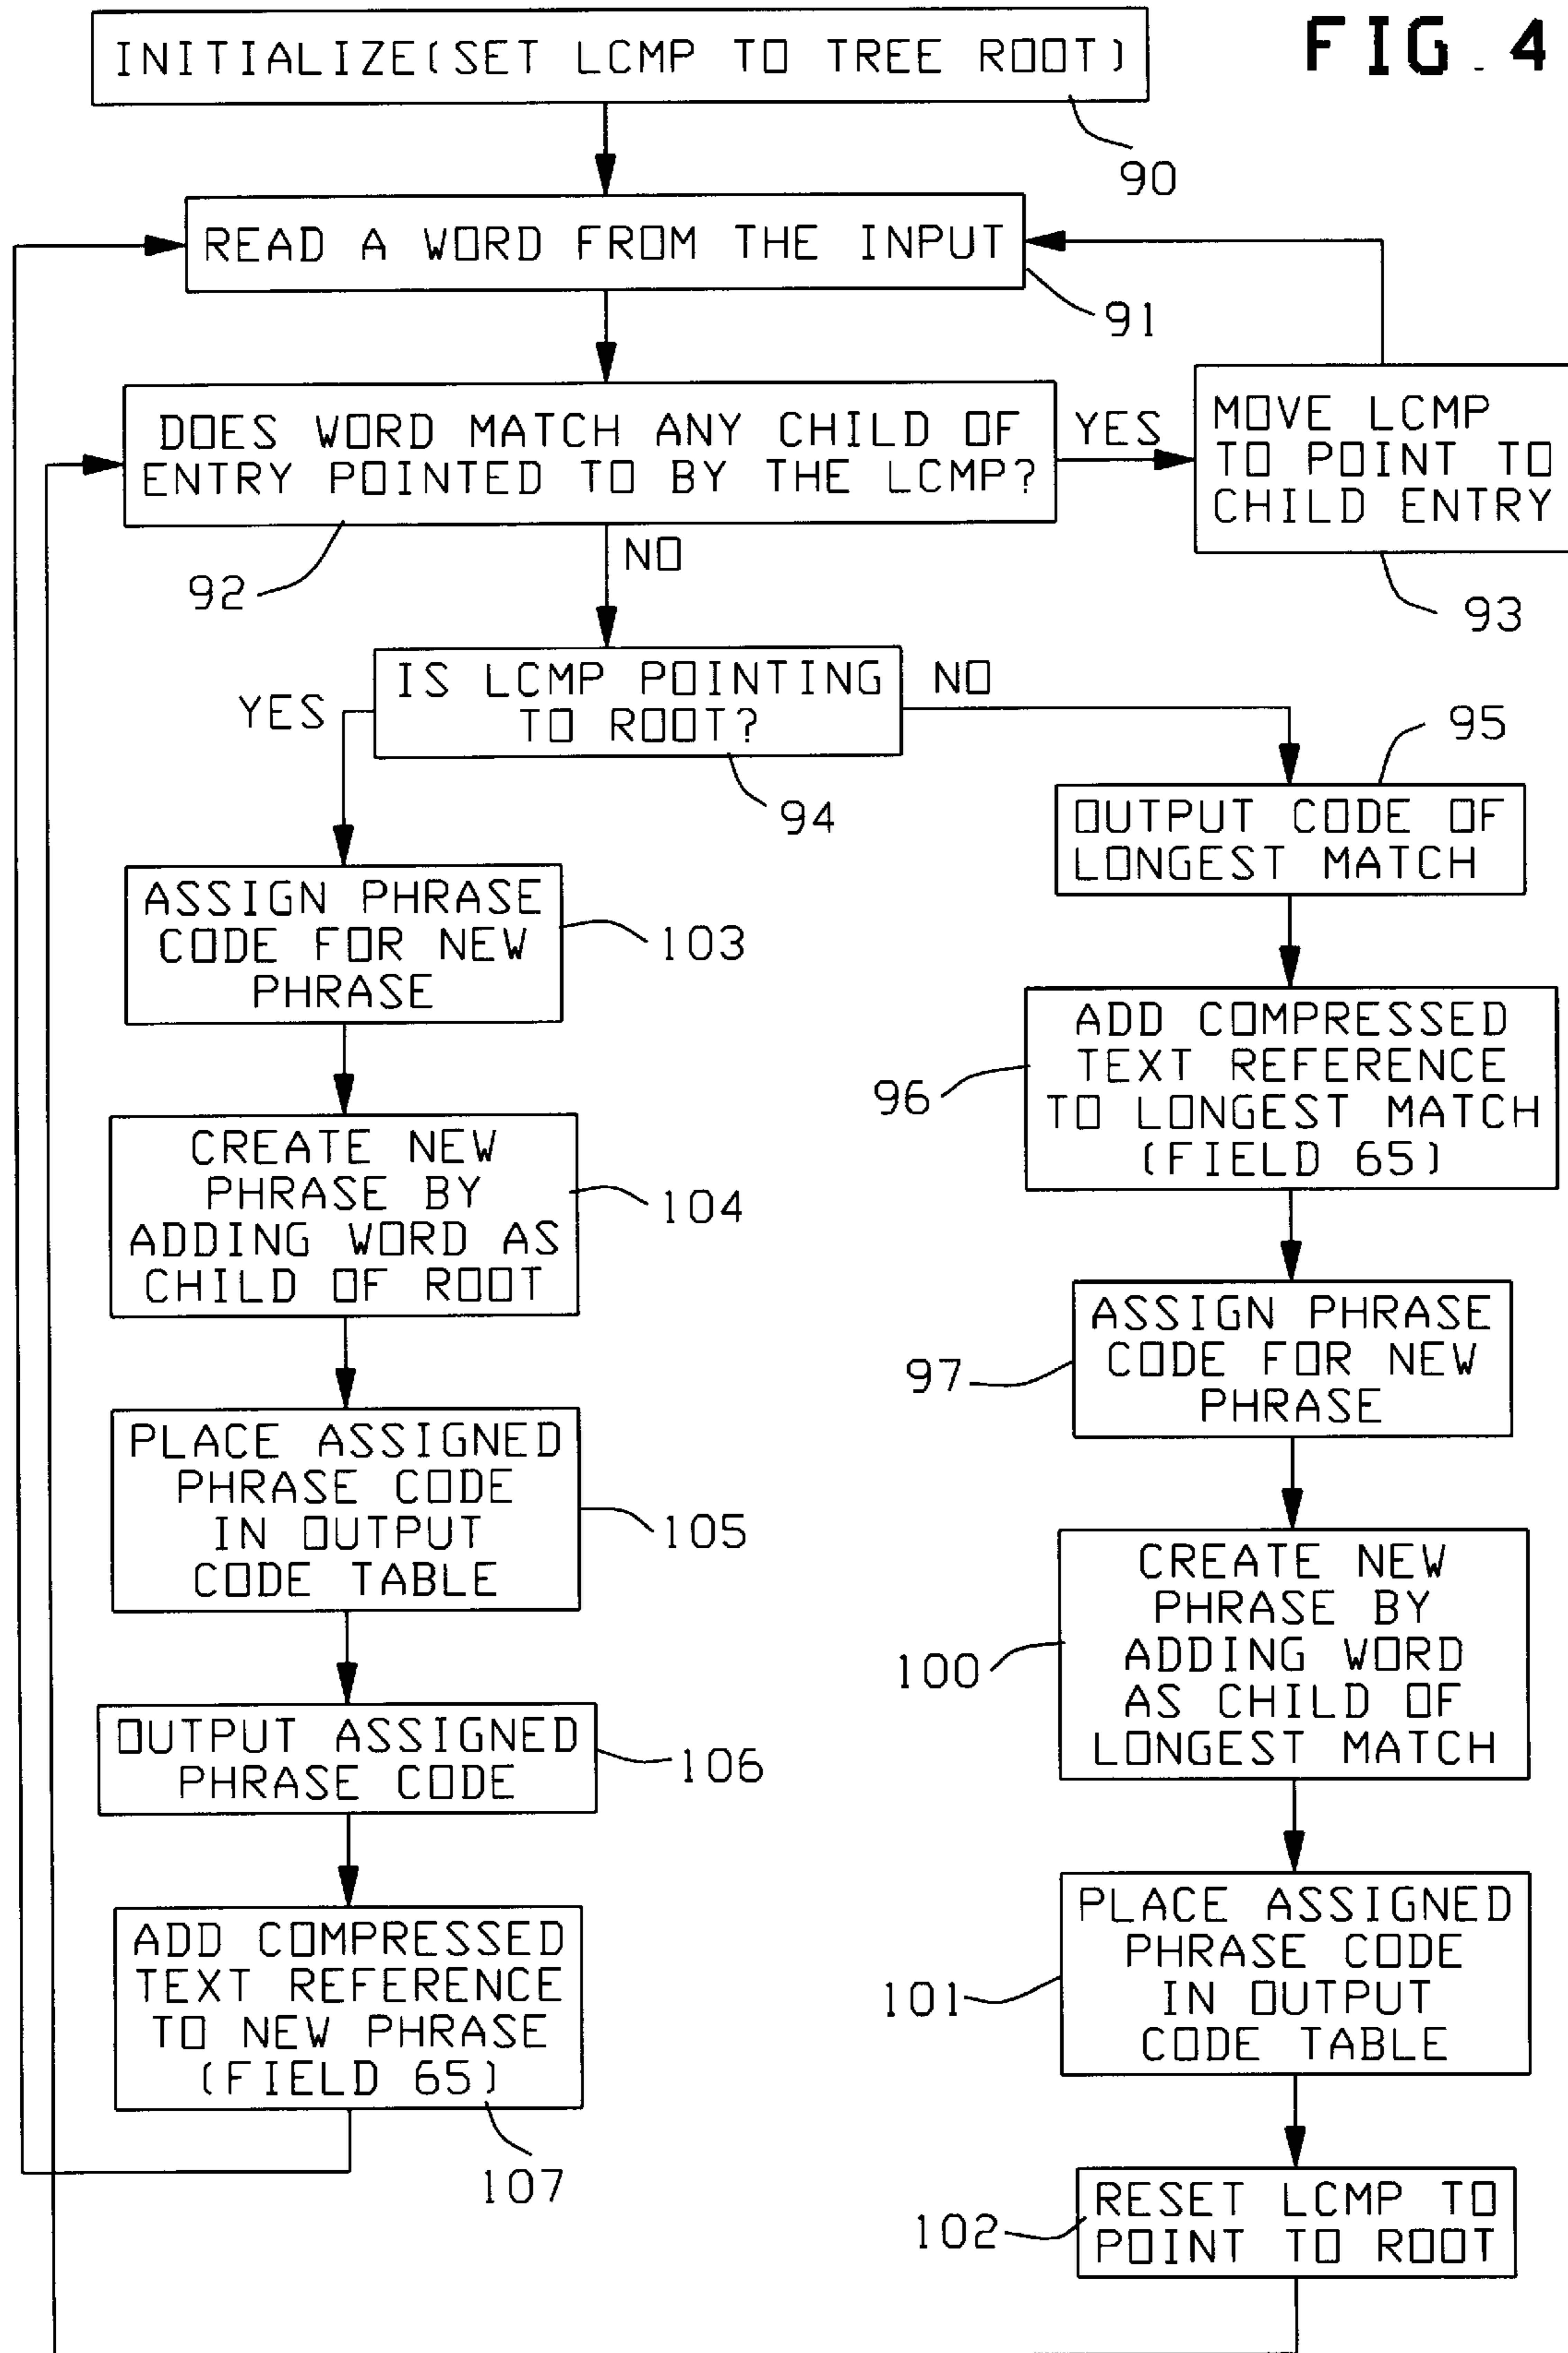 FIG. 4
INITIALIZE(SET LCMP TO TREE ROOT)
90
READ A WORD FROM THE INPUT
91
DOES WORD MATCH ANY CHILD OF
ENTRY POINTED TO BY THE LCMP?
YES
MOVE LCMP
TO POINT TO
CHILD ENTRY
92
NO
93
IS LCMP POINTING
TO ROOT?
YES
NO
94
95
OUTPUT CODE OF
LONGEST MATCH
ASSIGN PHRASE
CODE FOR NEW
PHRASE
103
96
ADD COMPRESSED
TEXT REFERENCE
TO LONGEST MATCH
(FIELD 65)
CREATE NEW
PHRASE BY
ADDING WORD AS
CHILD OF ROOT
104
97
ASSIGN PHRASE
CODE FOR NEW
PHRASE
PLACE ASSIGNED
PHRASE CODE
IN OUTPUT
CODE TABLE
105
100
CREATE NEW
PHRASE BY
ADDING WORD
AS CHILD OF
LONGEST MATCH
OUTPUT ASSIGNED
PHRASE CODE
106
101
PLACE ASSIGNED
PHRASE CODE
IN OUTPUT
CODE TABLE
ADD COMPRESSED
TEXT REFERENCE
TO NEW PHRASE
(FIELD 65)
107
102
RESET LCMP TO
POINT TO ROOT